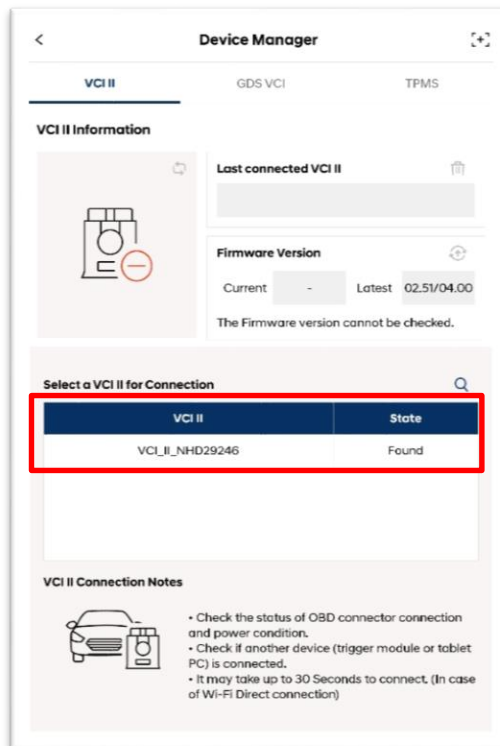 Device Manager
VCI II
GDS VCI
TPMS
VCI II Information
Last connected VCI II
Firmware Version
Current
-
Latest
02.51/04.00
The Firmware version cannot be checked.
Select a VCI II for Connection
VCI II
State
VCI_II_NHD29246
Found
VCI II Connection Notes
• Check the status of OBD connector connection
and power condition.
• Check if another device (trigger module or tablet
PC) is connected.
• It may take up to 30 Seconds to connect. (In case
of Wi-Fi Direct connection)